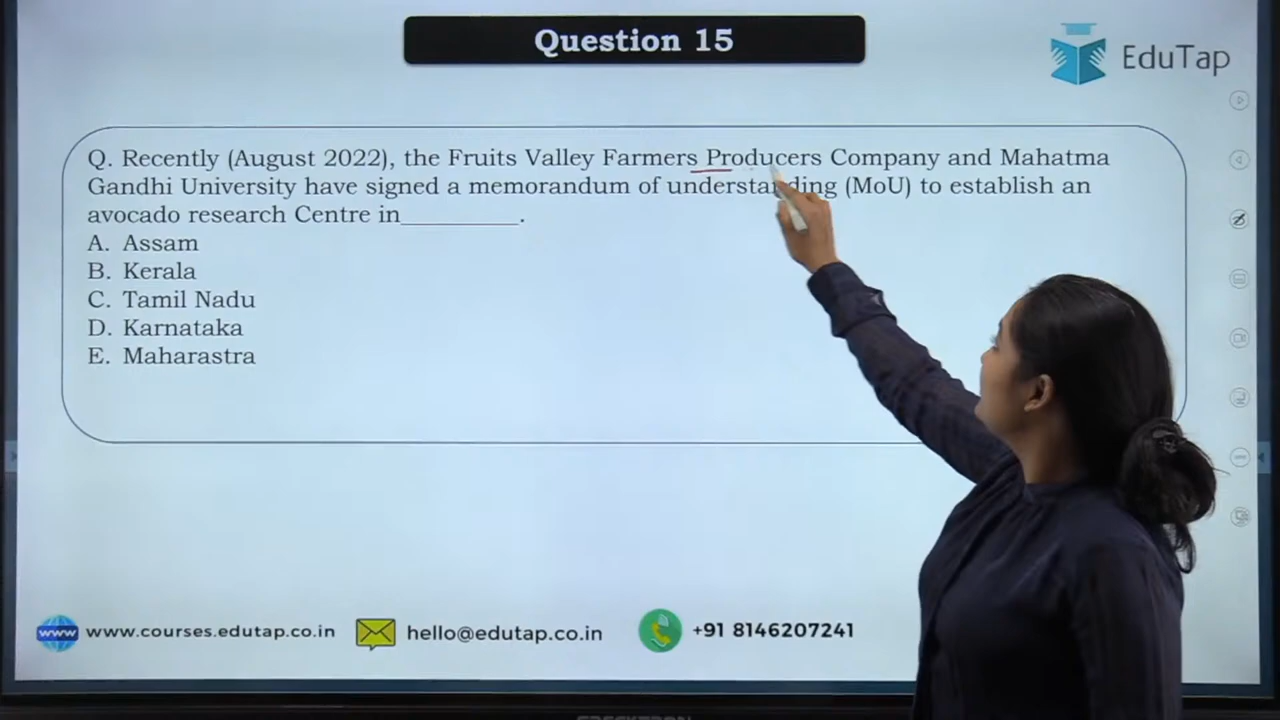 Question 15
EduTap
Q. Recently (August 2022), the Fruits Valley Farmers Producers Company and Mahatma
Gandhi University have signed a memorandum of understanding (MoU) to establish an
avocado research Centre in_________.
A. Assam
B. Kerala
C. Tamil Nadu
D. Karnataka
E. Maharastra
www www.courses.edutap.co.in hello@edutap.co.in +91 8146207241